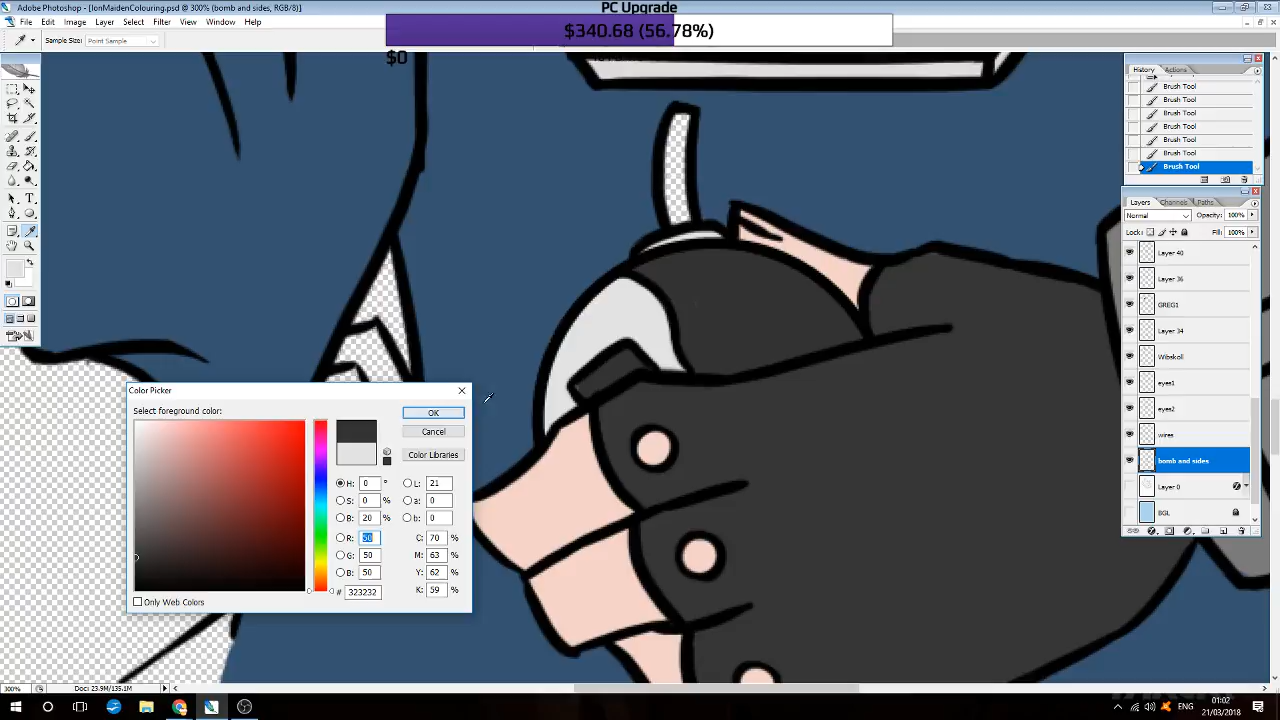 Adobe Photoshop - [IonMaidenColouring.psd @ 300% (bomb and sides, RGB/8)]
PC Upgrade
File Edit Image Layer Select Filter View Window Help
$340.68 (56.78%)
Sample Size: Point Sample
$0
History Actions
Brush Tool
Brush Tool
Brush Tool
Brush Tool
Brush Tool
Brush Tool
Brush Tool
Layers Channels Paths
Normal Opacity: 100%
Lock: Fill: 100%
Layer 40
Layer 36
GREG1
Layer 34
Wibskoll
eyes1
eyes2
wires
bomb and sides
Layer 0
BGL
Color Picker
Select foreground color:
OK
Cancel
Color Libraries
H: 0 ° L: 21
S: 0 % a: 0
B: 20 % b: 0
R: 50 C: 70 %
G: 50 M: 63 %
B: 50 Y: 62 %
# 323232 K: 59 %
Only Web Colors
300% Doc: 23.9M/135.1M
ENG
01:02
21/03/2018